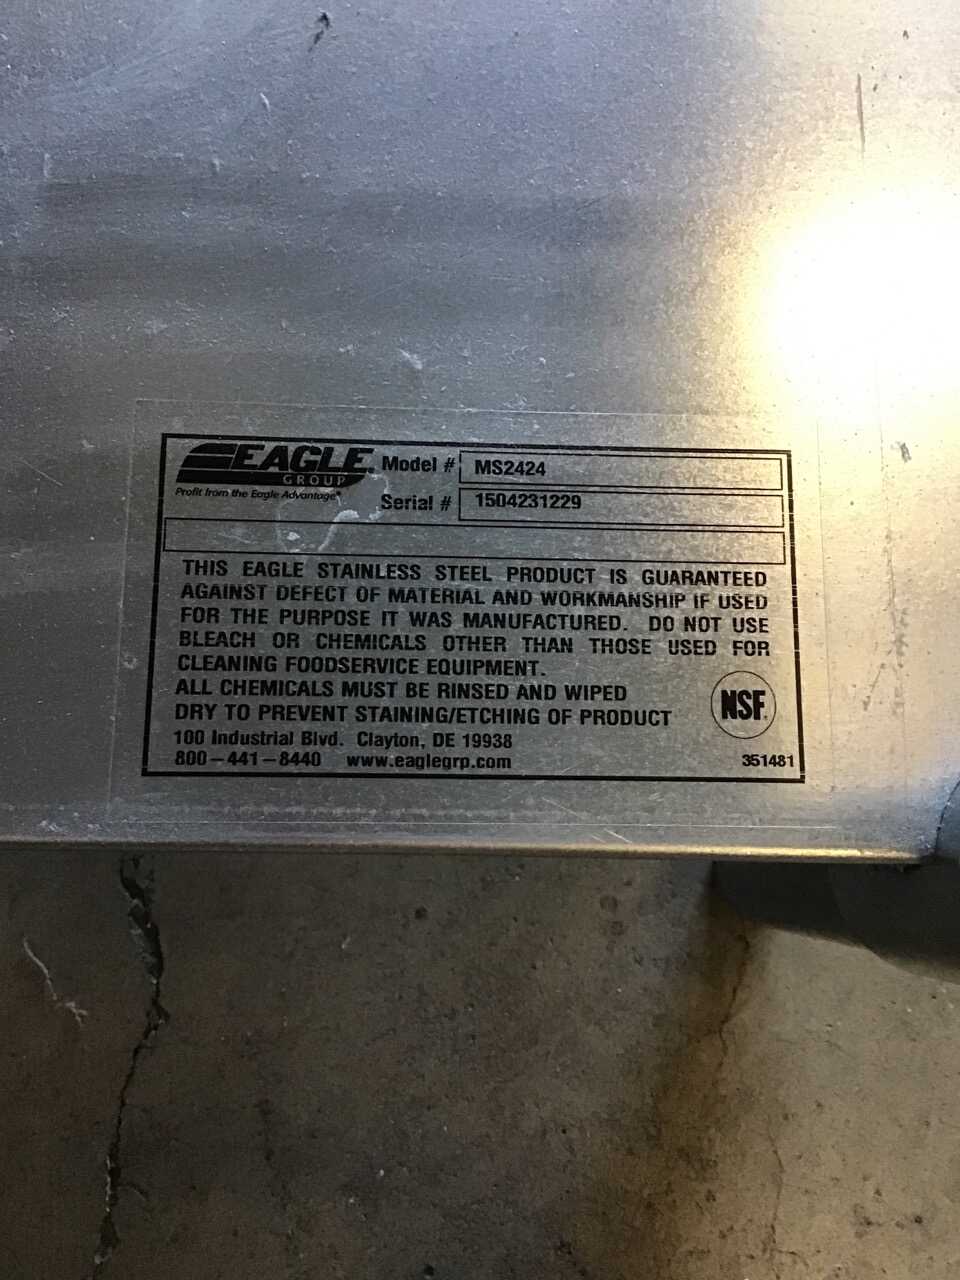 EAGLE
GROUP
Profit from the Eagle Advantage®
Model # MS2424
Serial # 1504231229
THIS EAGLE STAINLESS STEEL PRODUCT IS GUARANTEED
AGAINST DEFECT OF MATERIAL AND WORKMANSHIP IF USED
FOR THE PURPOSE IT WAS MANUFACTURED. DO NOT USE
BLEACH OR CHEMICALS OTHER THAN THOSE USED FOR
CLEANING FOODSERVICE EQUIPMENT.
ALL CHEMICALS MUST BE RINSED AND WIPED
DRY TO PREVENT STAINING/ETCHING OF PRODUCT
NSF
100 Industrial Blvd. Clayton, DE 19938
800-441-8440 www.eaglegrp.com
351481